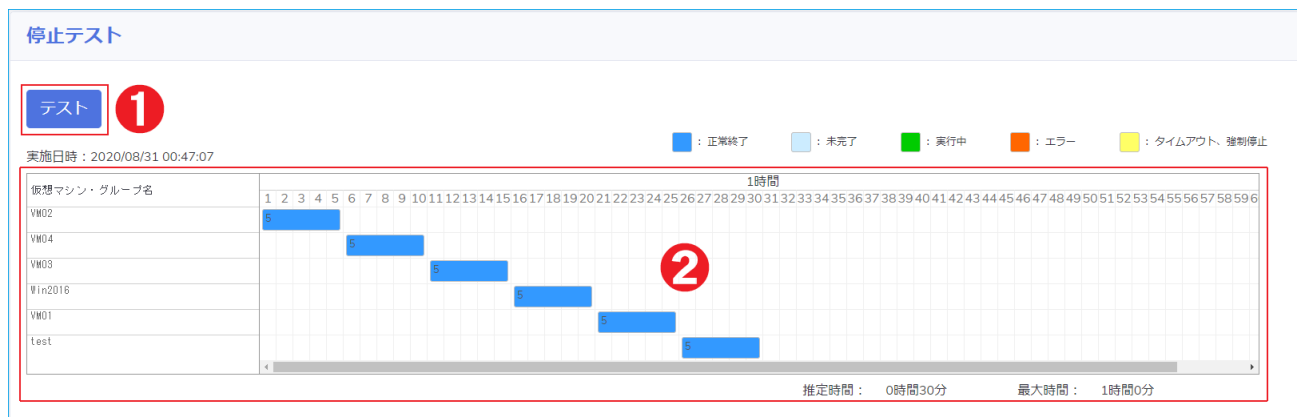 停止テスト
テスト
1
：正常終了 ：未完了 ：実行中 ：エラー ：タイムアウト、強制停止
実施日時：2020/08/31 00:47:07
仮想マシン・グループ名
1時間
1 2 3 4 5 6 7 8 9 10 11 12 13 14 15 16 17 18 19 20 21 22 23 24 25 26 27 28 29 30 31 32 33 34 35 36 37 38 39 40 41 42 43 44 45 46 47 48 49 50 51 52 53 54 55 56 57 58 59 6
VM02 5
VM04 5
VM03 5
2
Win2016 5
VM01 5
test 5
推定時間： 0時間30分 最大時間： 1時間0分